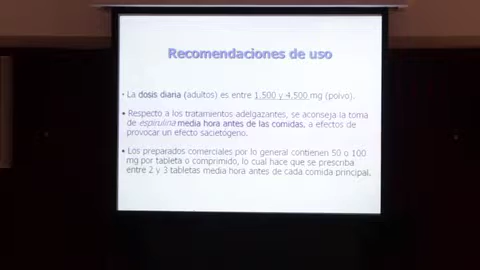 Recomendaciones de uso
• La dosis diaria (adultos) es entre 1,500 y 4,500 mg (polvo).
• Respecto a los tratamientos adelgazantes, se aconseja la toma
de espirulina media hora antes de las comidas, a efectos de
provocar un efecto sacietógeno.
• Los preparados comerciales por lo general contienen 50 o 100
mg por tableta o comprimido, lo cual hace que se prescriba
entre 2 y 3 tabletas media hora antes de cada comida principal.